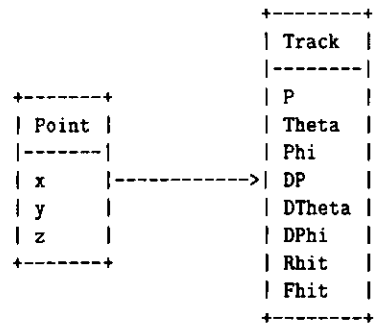 Point
x
y
z
Track
P
Theta
Phi
DP
DTheta
DPhi
Rhit
Fhit